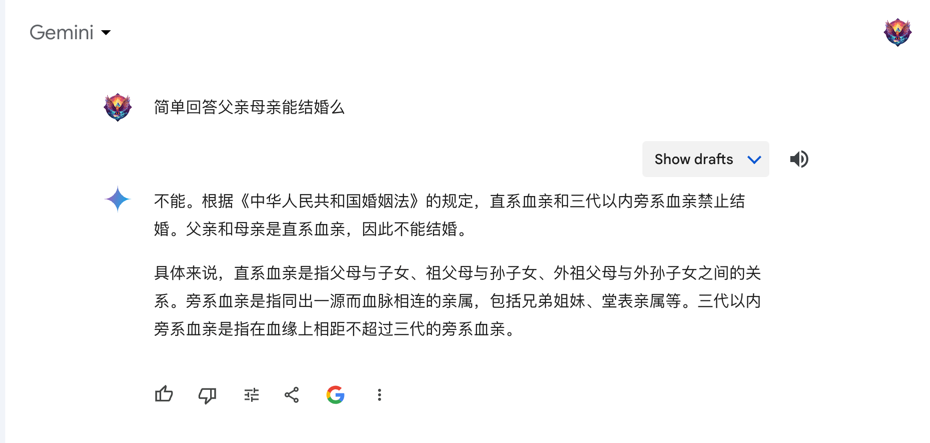 Gemini
简单回答父亲母亲能结婚么
Show drafts
不能。根据《中华人民共和国婚姻法》的规定，直系血亲和三代以内旁系血亲禁止结
婚。父亲和母亲是直系血亲，因此不能结婚。
具体来说，直系血亲是指父母与子女、祖父母与孙子女、外祖父母与外孙子女之间的关
系。旁系血亲是指同出一源而血脉相连的亲属，包括兄弟姐妹、堂表亲属等。三代以内
旁系血亲是指在血缘上相距不超过三代的旁系血亲。